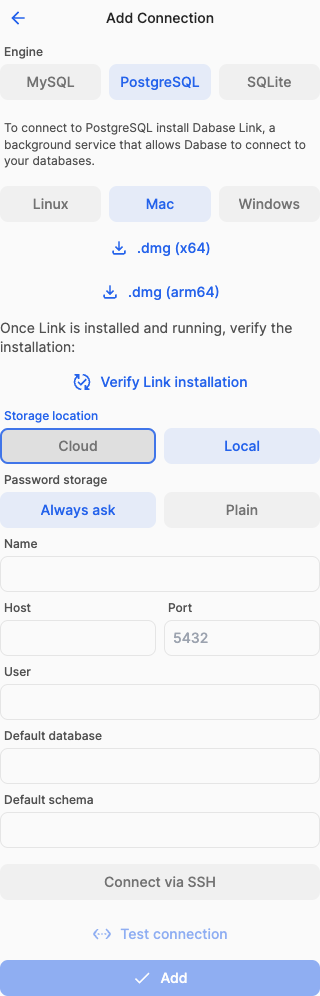 Add Connection
Engine
MySQL
PostgreSQL
SQLite
To connect to PostgreSQL install Dabase Link, a
background service that allows Dabase to connect to
your databases.
Linux
Mac
Windows
.dmg (x64)
.dmg (arm64)
Once Link is installed and running, verify the
installation:
Verify Link installation
Storage location
Cloud
Local
Password storage
Always ask
Plain
Name
Host
Port
5432
User
Default database
Default schema
Connect via SSH
Test connection
Add